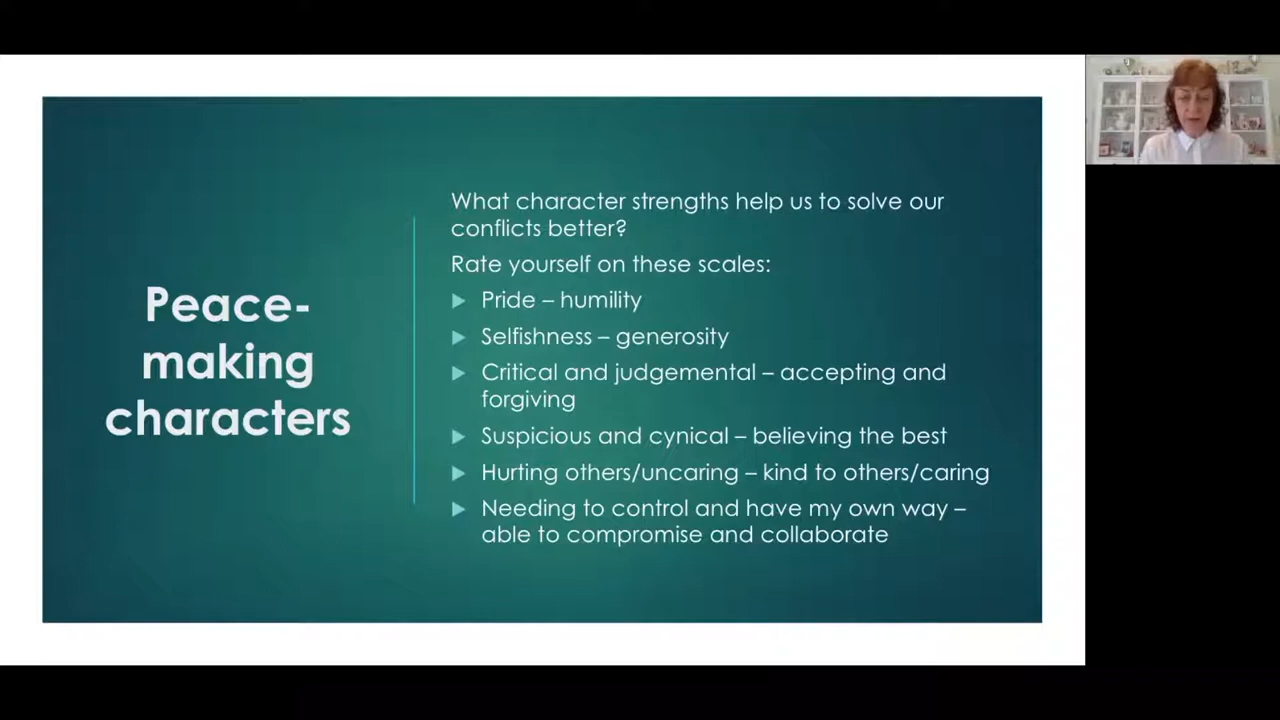 Peace-
making
characters
What character strengths help us to solve our
conflicts better?
Rate yourself on these scales:
Pride – humility
Selfishness – generosity
Critical and judgemental – accepting and
forgiving
Suspicious and cynical – believing the best
Hurting others/uncaring – kind to others/caring
Needing to control and have my own way –
able to compromise and collaborate